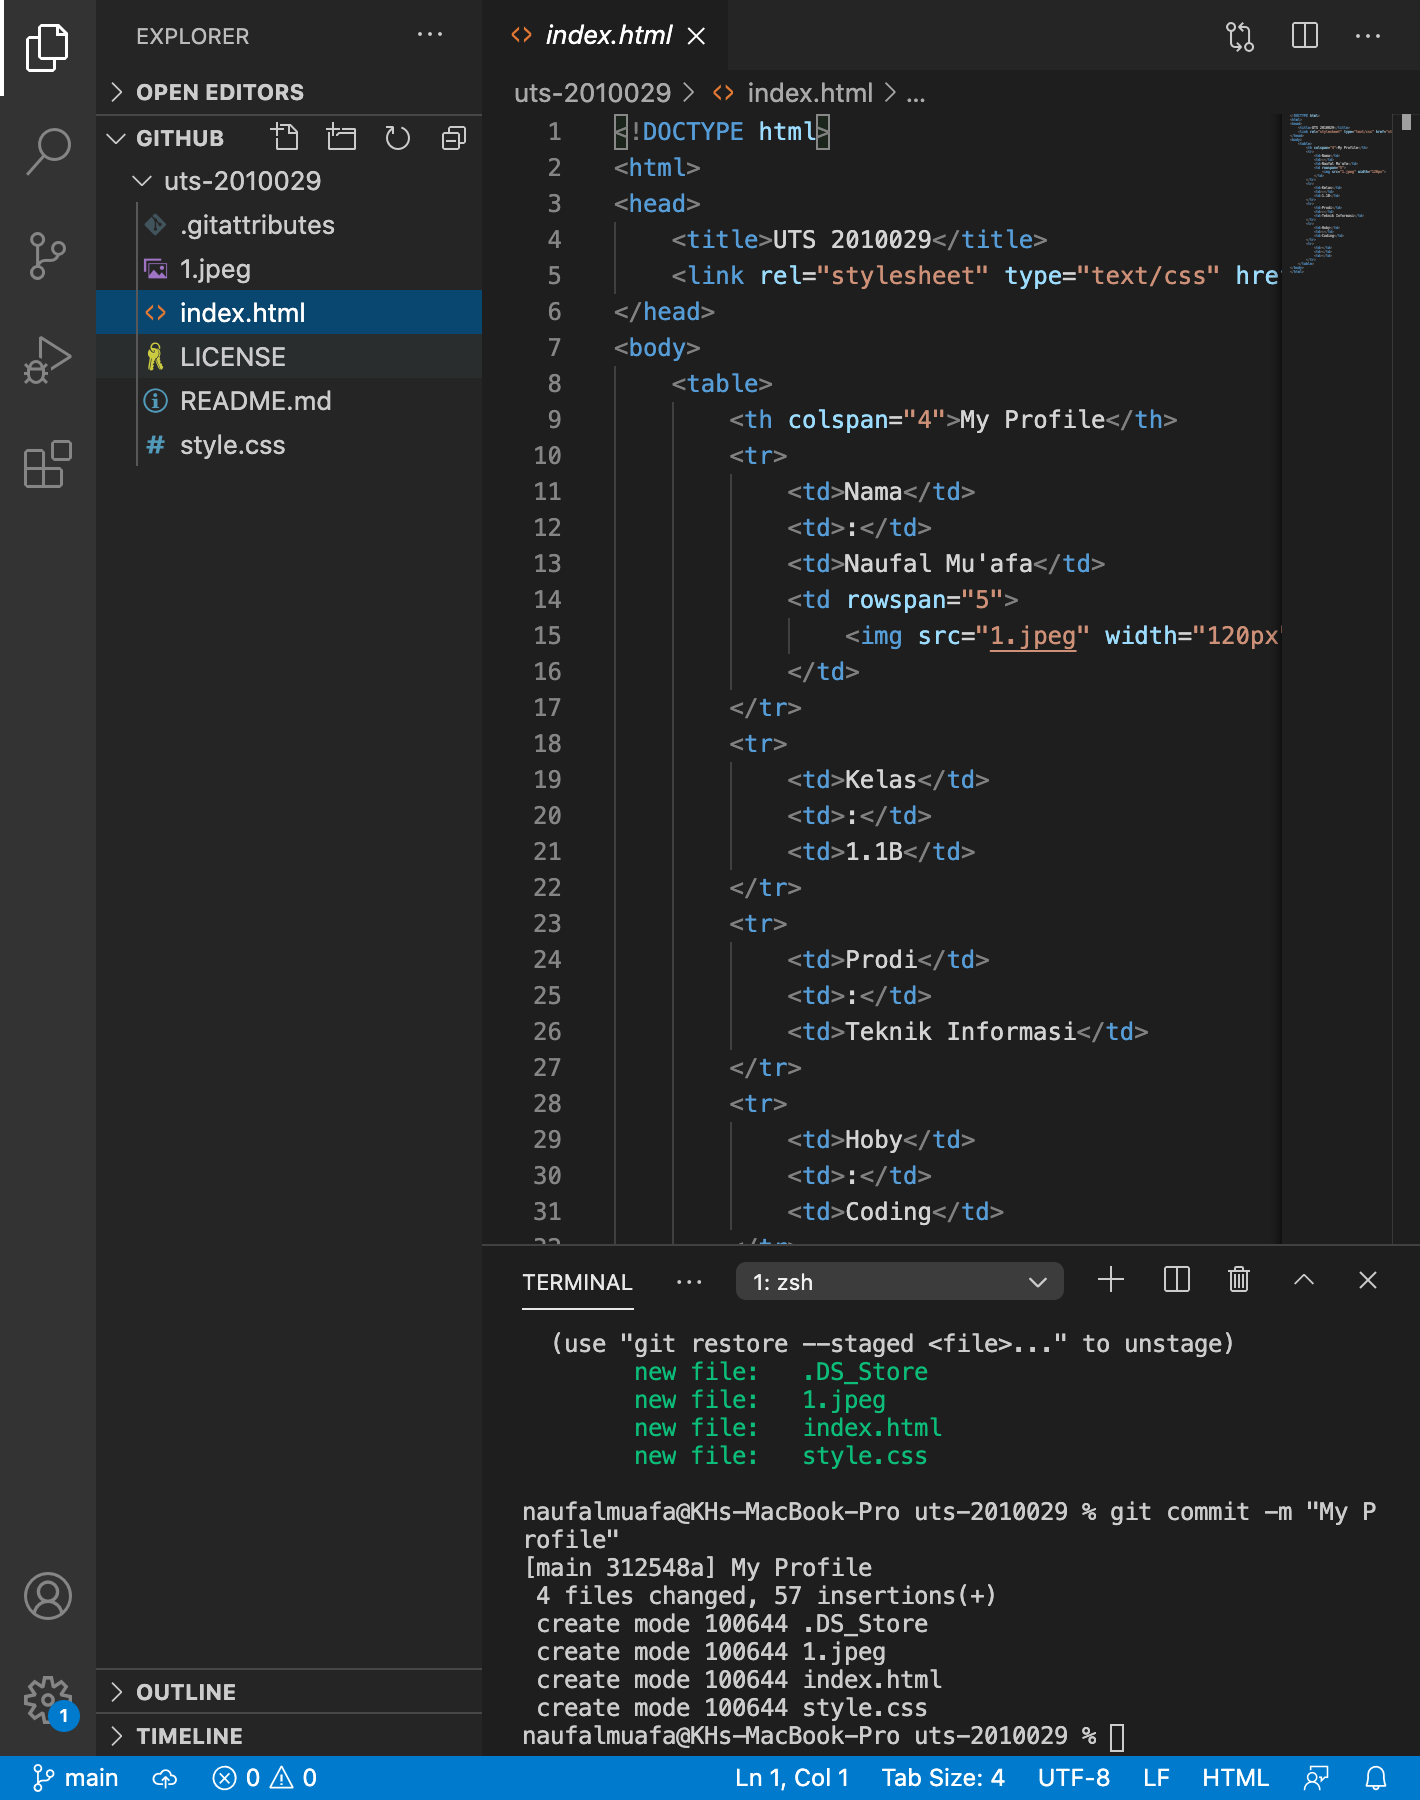 EXPLORER
OPEN EDITORS
GITHUB
uts-2010029
.gitattributes
1.jpeg
index.html
LICENSE
README.md
style.css
OUTLINE
TIMELINE
1
index.html
uts-2010029 > index.html > ...
1 <!DOCTYPE html>
2 <html>
3 <head>
4 <title>UTS 2010029</title>
5 <link rel="stylesheet" type="text/css" hre
6 </head>
7 <body>
8 <table>
9 <th colspan="4">My Profile</th>
10 <tr>
11 <td>Nama</td>
12 <td>:</td>
13 <td>Naufal Mu'afa</td>
14 <td rowspan="5">
15 <img src="1.jpeg" width="120px"
16 </td>
17 </tr>
18 <tr>
19 <td>Kelas</td>
20 <td>:</td>
21 <td>1.1B</td>
22 </tr>
23 <tr>
24 <td>Prodi</td>
25 <td>:</td>
26 <td>Teknik Informasi</td>
27 </tr>
28 <tr>
29 <td>Hoby</td>
30 <td>:</td>
31 <td>Coding</td>
32 </tr>
TERMINAL
1: zsh
(use "git restore --staged <file>..." to unstage)
new file: .DS_Store
new file: 1.jpeg
new file: index.html
new file: style.css
naufalmuafa@KHs-MacBook-Pro uts-2010029 % git commit -m "My P
rofile"
[main 312548a] My Profile
4 files changed, 57 insertions(+)
create mode 100644 .DS_Store
create mode 100644 1.jpeg
create mode 100644 index.html
create mode 100644 style.css
naufalmuafa@KHs-MacBook-Pro uts-2010029 %
main 0 0 Ln 1, Col 1 Tab Size: 4 UTF-8 LF HTML